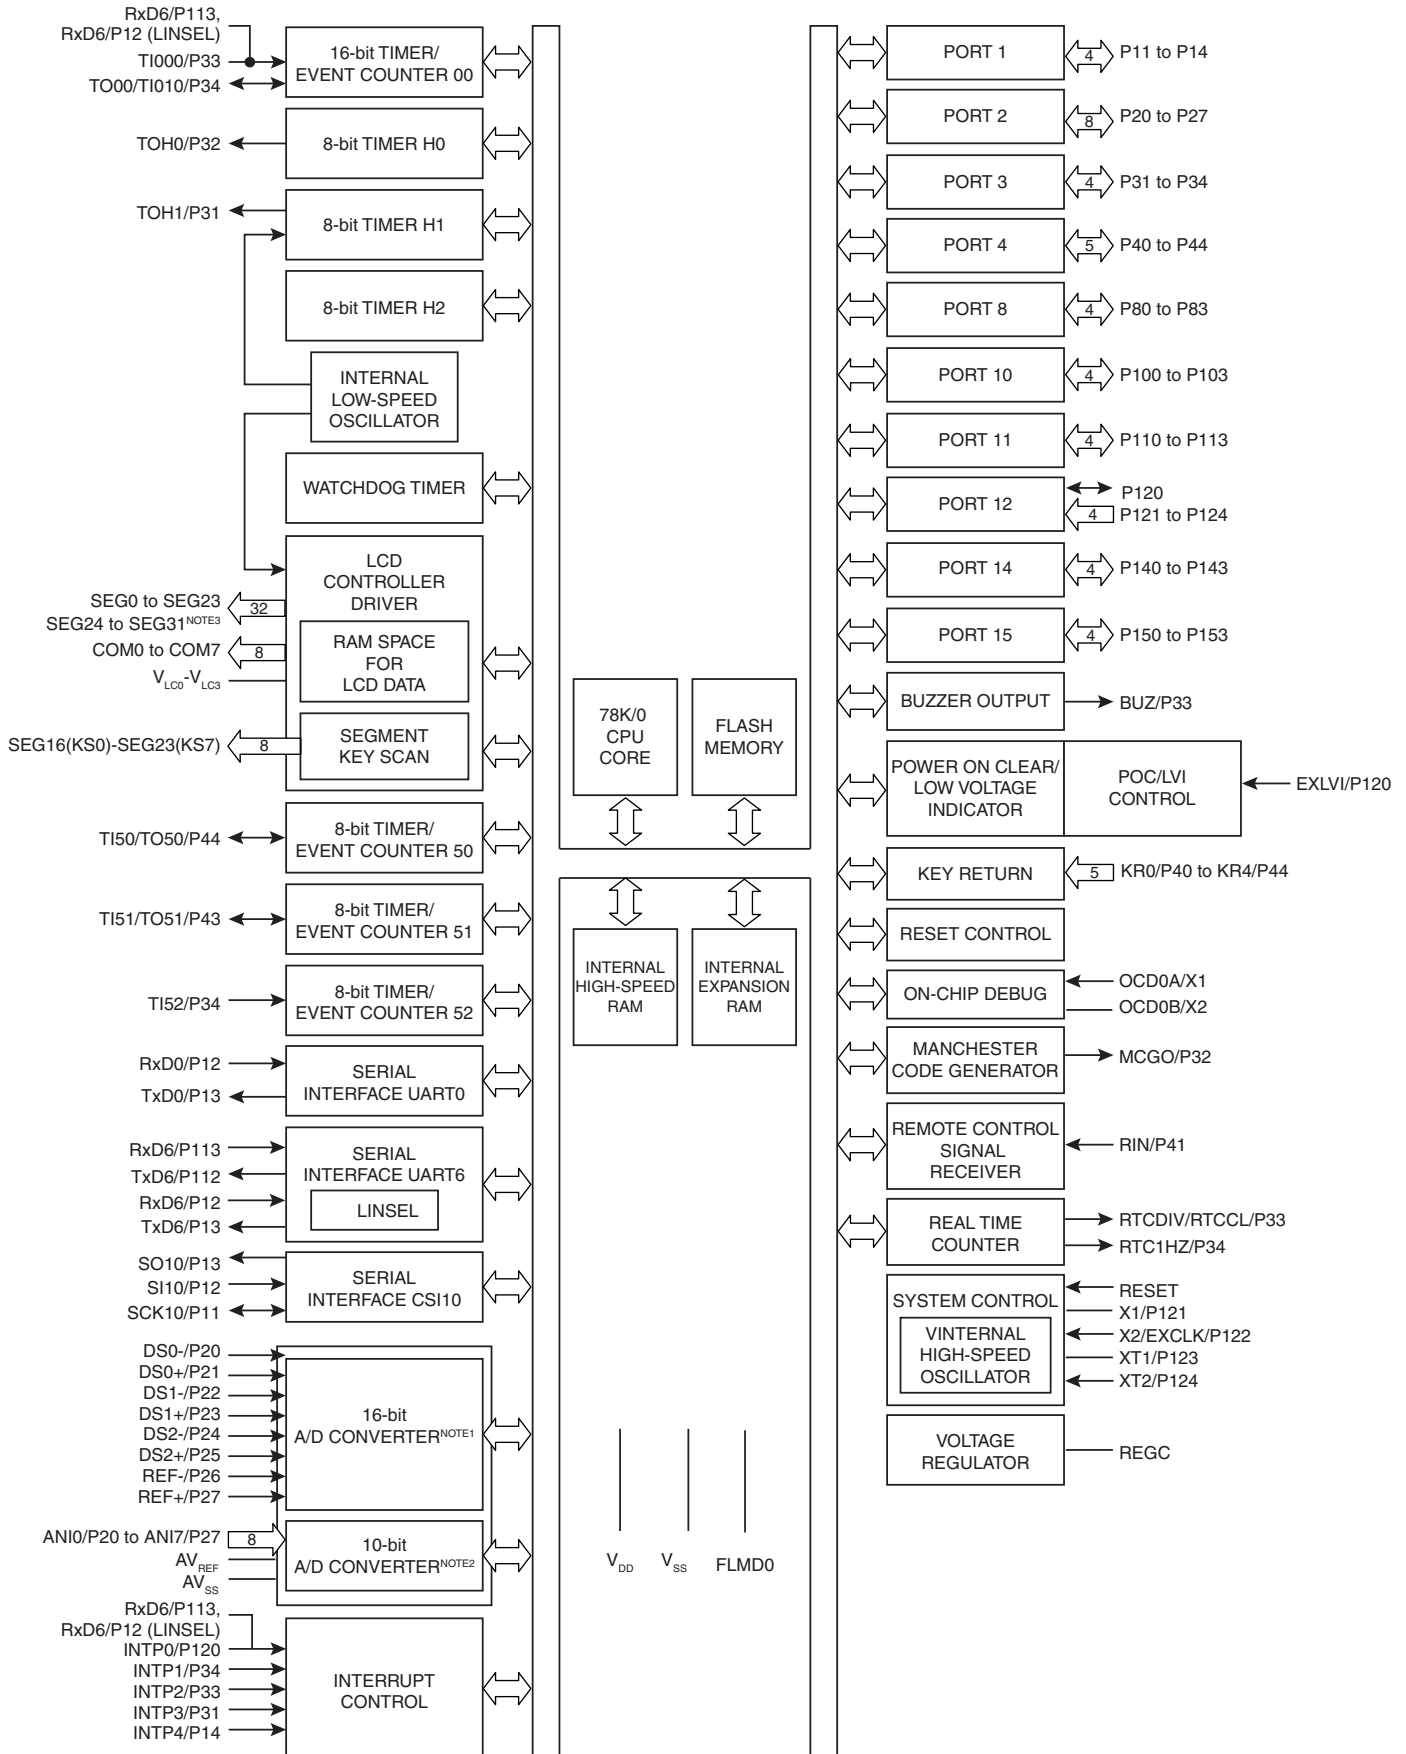 RxD6/P113,
RxD6/P12 (LINSEL)
TI000/P33
TO00/TI010/P34
16-bit TIMER/
EVENT COUNTER 00
TOH0/P32
8-bit TIMER H0
TOH1/P31
8-bit TIMER H1
8-bit TIMER H2
INTERNAL
LOW-SPEED
OSCILLATOR
WATCHDOG TIMER
LCD
CONTROLLER
DRIVER
SEG0 to SEG23
SEG24 to SEG31NOTE3
32
COM0 to COM7
8
VLC0-VLC3
RAM SPACE
FOR
LCD DATA
SEG16(KS0)-SEG23(KS7)
8
SEGMENT
KEY SCAN
TI50/TO50/P44
8-bit TIMER/
EVENT COUNTER 50
TI51/TO51/P43
8-bit TIMER/
EVENT COUNTER 51
TI52/P34
8-bit TIMER/
EVENT COUNTER 52
RxD0/P12
TxD0/P13
SERIAL
INTERFACE UART0
RxD6/P113
TxD6/P112
RxD6/P12
TxD6/P13
SERIAL
INTERFACE UART6
LINSEL
SO10/P13
SI10/P12
SCK10/P11
SERIAL
INTERFACE CSI10
DS0-/P20
DS0+/P21
DS1-/P22
DS1+/P23
DS2-/P24
DS2+/P25
REF-/P26
REF+/P27
16-bit
A/D CONVERTERNOTE1
ANI0/P20 to ANI7/P27
8
AVREF
AVSS
10-bit
A/D CONVERTERNOTE2
RxD6/P113,
RxD6/P12 (LINSEL)
INTP0/P120
INTP1/P34
INTP2/P33
INTP3/P31
INTP4/P14
INTERRUPT
CONTROL
78K/0
CPU
CORE
FLASH
MEMORY
INTERNAL
HIGH-SPEED
RAM
INTERNAL
EXPANSION
RAM
VDD
VSS
FLMD0
PORT 1
4
P11 to P14
PORT 2
8
P20 to P27
PORT 3
4
P31 to P34
PORT 4
5
P40 to P44
PORT 8
4
P80 to P83
PORT 10
4
P100 to P103
PORT 11
4
P110 to P113
PORT 12
P120
4
P121 to P124
PORT 14
4
P140 to P143
PORT 15
4
P150 to P153
BUZZER OUTPUT
BUZ/P33
POWER ON CLEAR/
LOW VOLTAGE
INDICATOR
POC/LVI
CONTROL
EXLVI/P120
KEY RETURN
5
KR0/P40 to KR4/P44
RESET CONTROL
ON-CHIP DEBUG
OCD0A/X1
OCD0B/X2
MANCHESTER
CODE GENERATOR
MCGO/P32
REMOTE CONTROL
SIGNAL
RECEIVER
RIN/P41
REAL TIME
COUNTER
RTCDIV/RTCCL/P33
RTC1HZ/P34
SYSTEM CONTROL
VINTERNAL
HIGH-SPEED
OSCILLATOR
RESET
X1/P121
X2/EXCLK/P122
XT1/P123
XT2/P124
VOLTAGE
REGULATOR
REGC